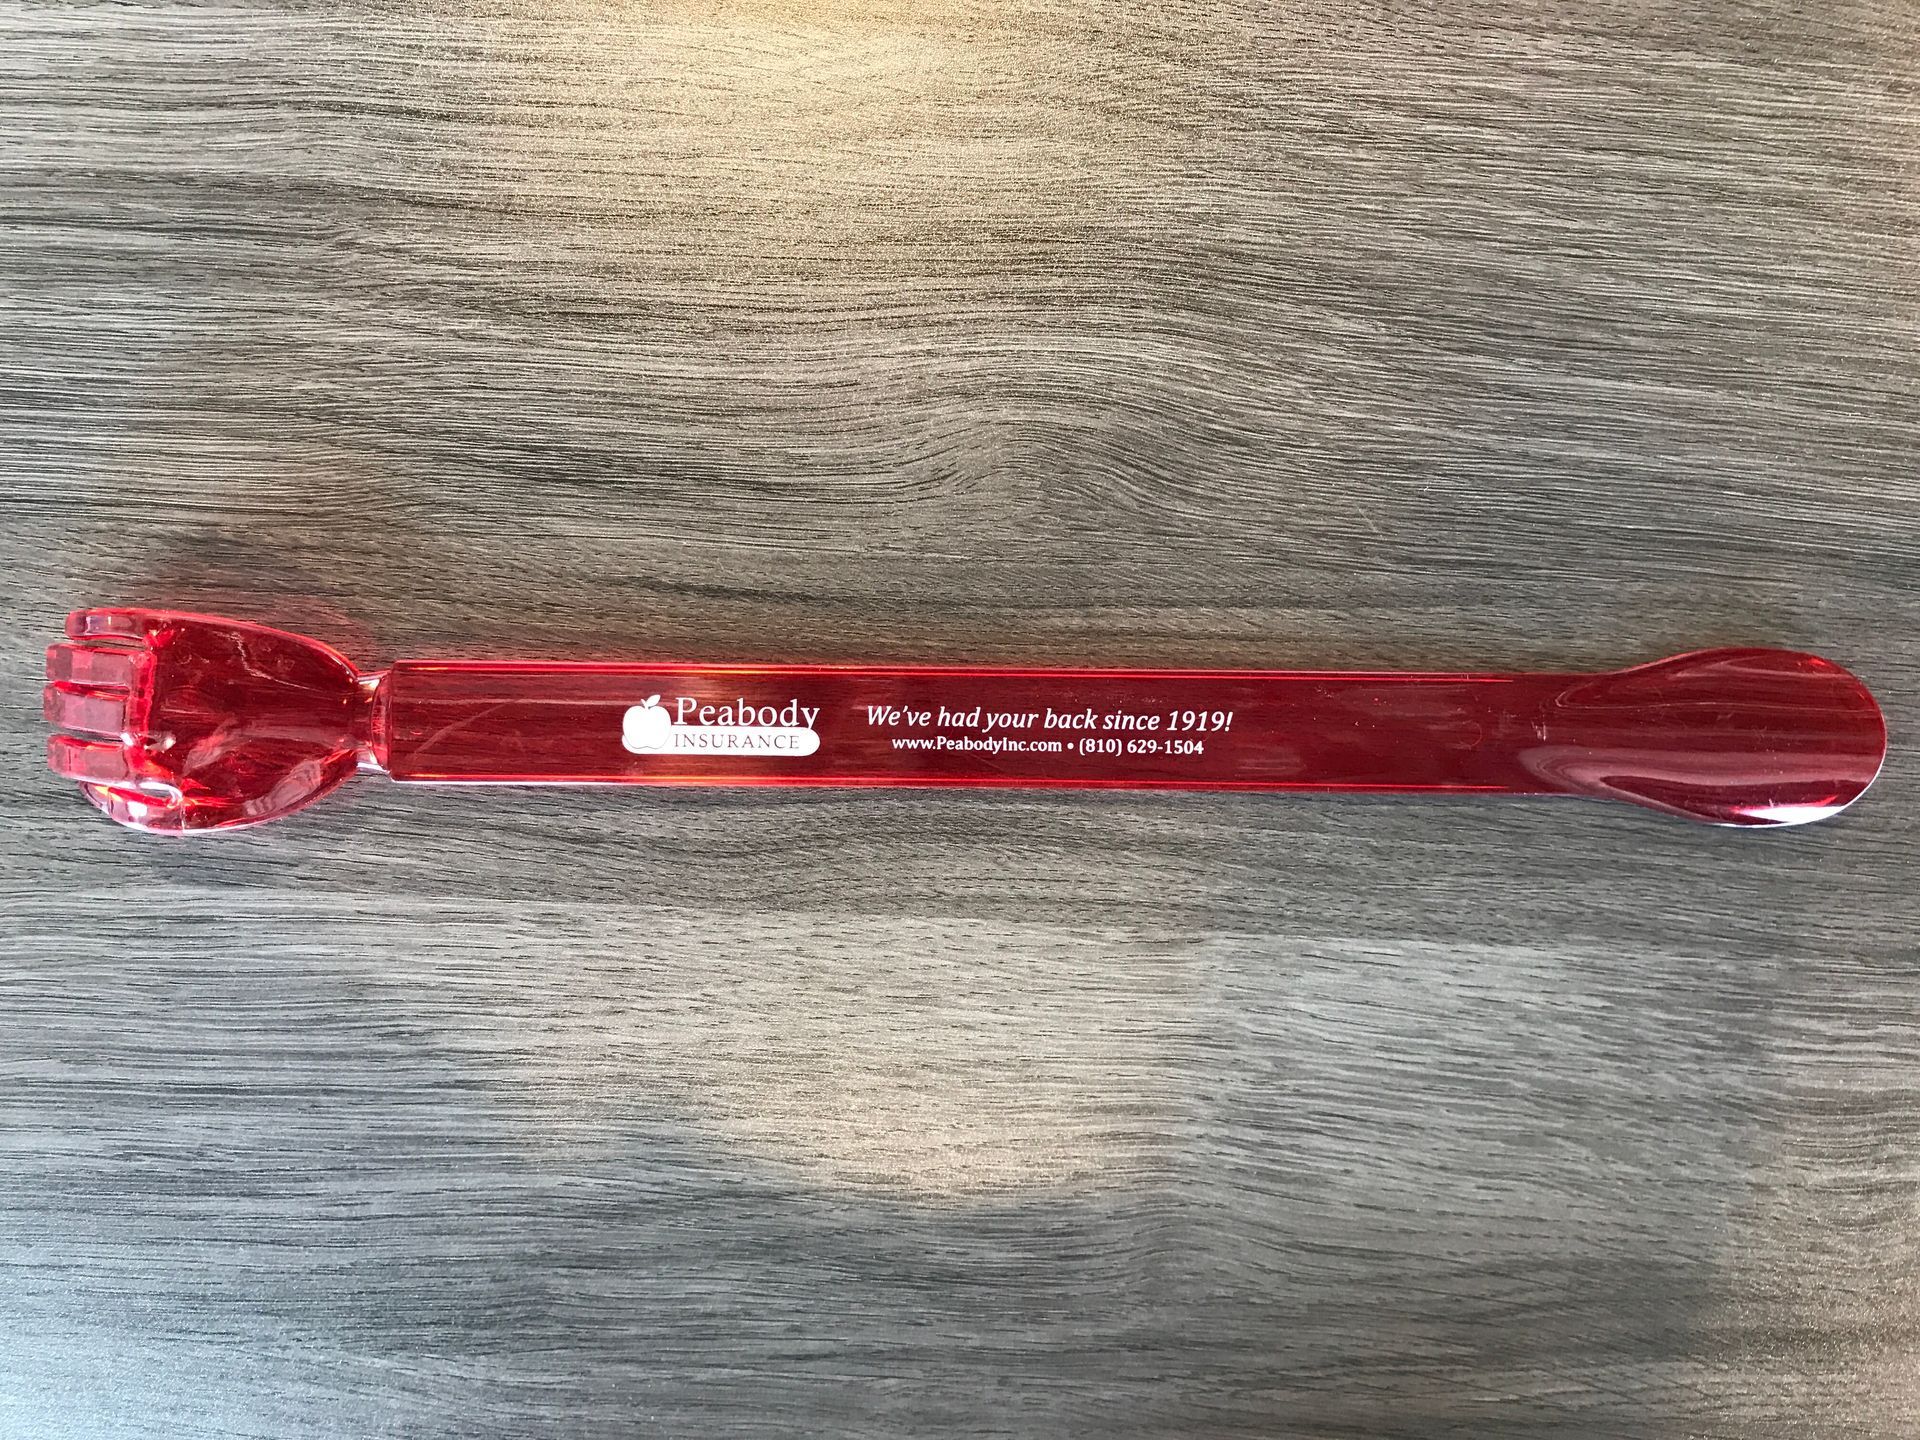 Peabody
INSURANCE
We've had your back since 1919!
www.PeabodyInc.com • (810) 629-1504